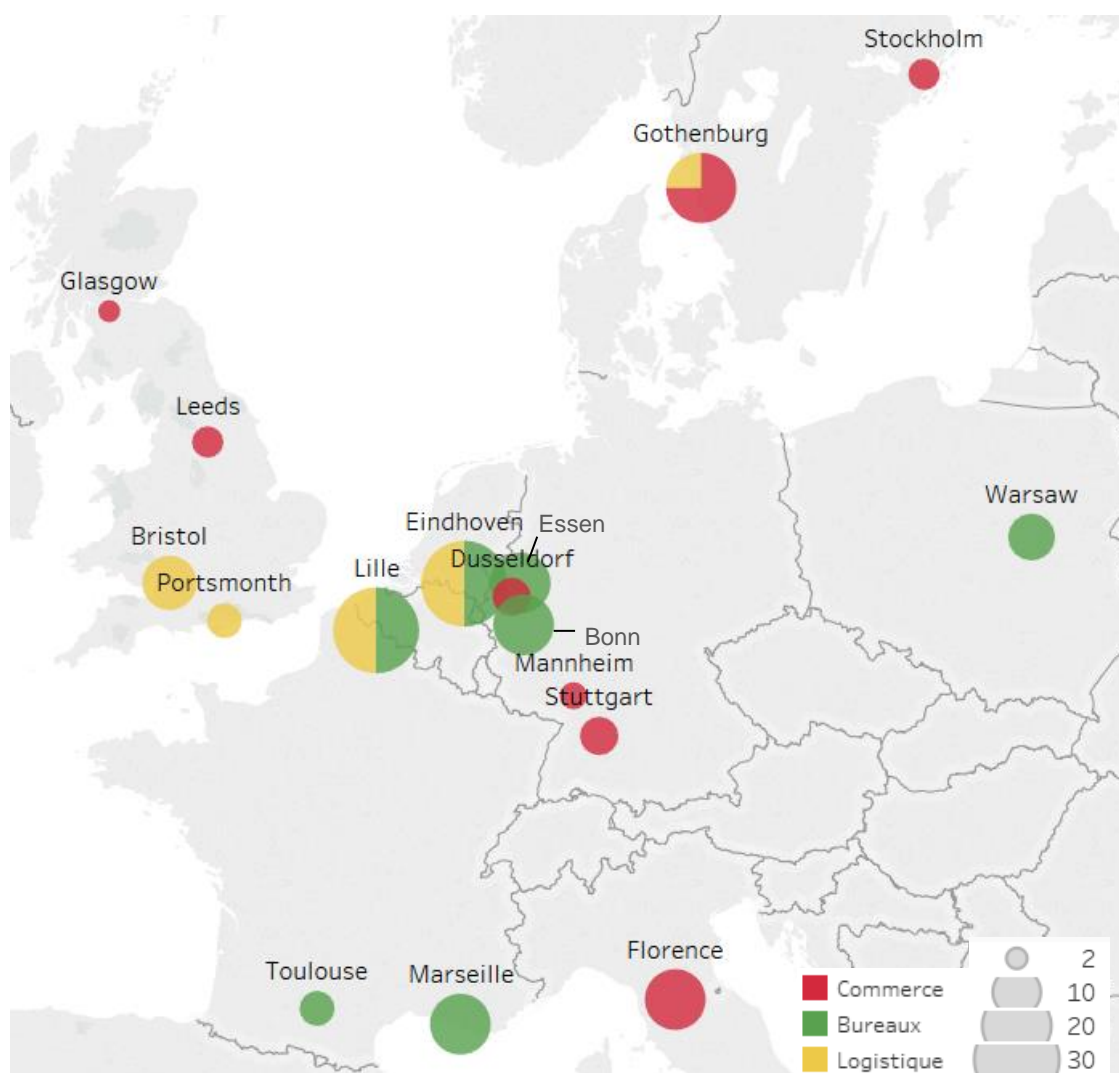 Stockholm
Gothenburg
Glasgow
Leeds
Warsaw
Eindhoven
Essen
Bristol
Dusseldorf
Lille
Portsmonth
Bonn
Mannheim
Stuttgart
Florence
Toulouse
Marseille
2
Commerce
10
Bureaux
20
Logistique
30